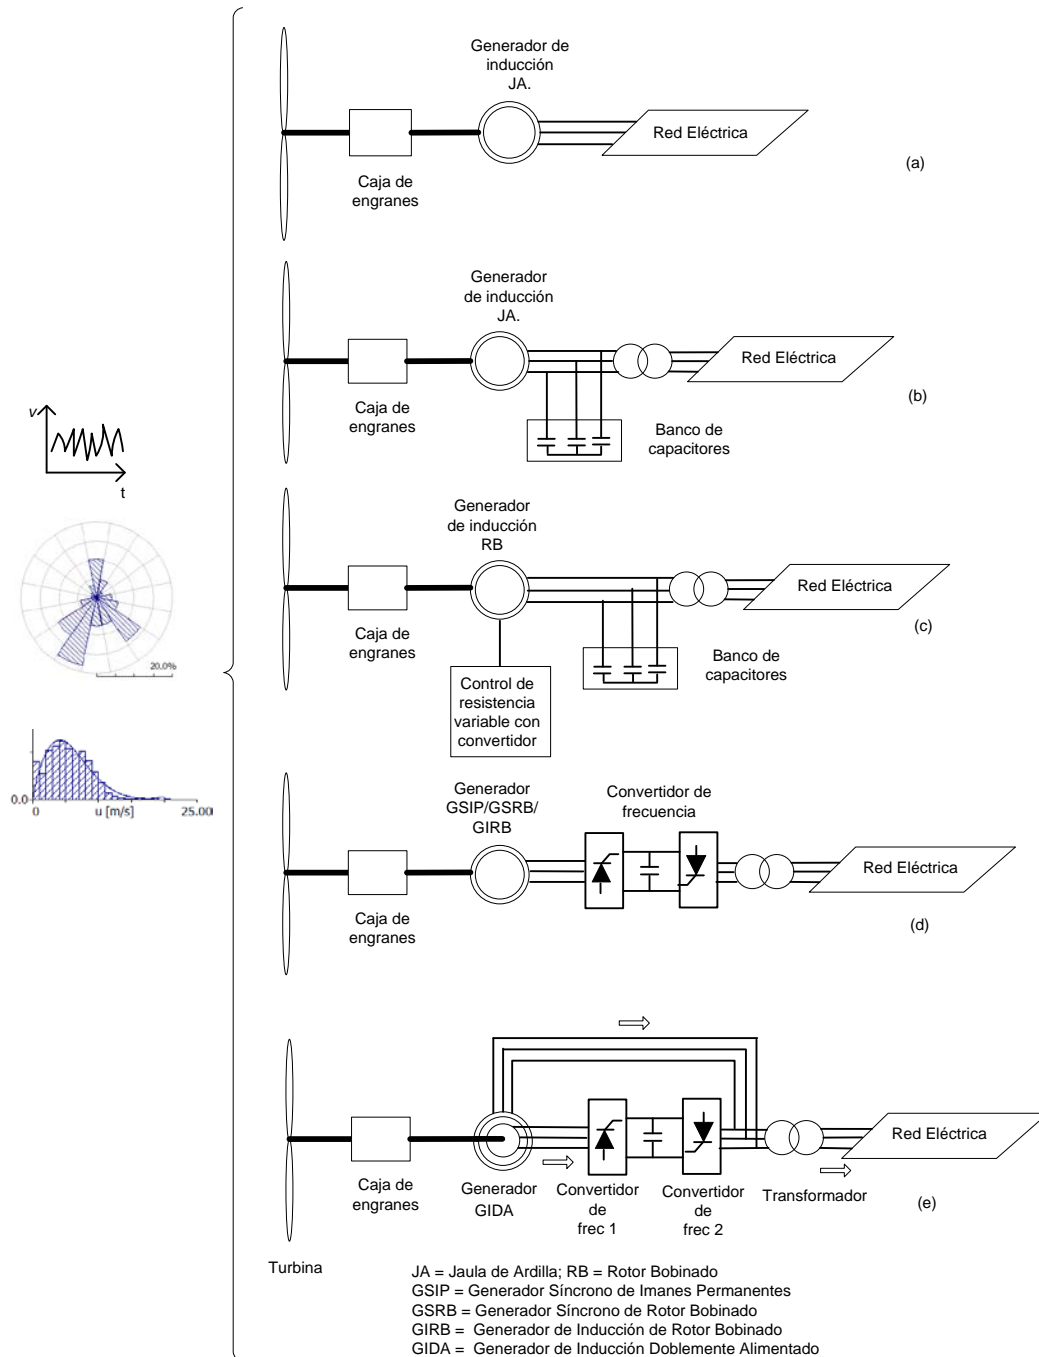 Generador de
inducción
JA.
Caja de
engranes
Red Eléctrica
(a)
Generador
de inducción
JA.
Caja de
engranes
Banco de
capacitores
Red Eléctrica
(b)
v
t
20.0%
0.0
0
u [m/s]
25.00
Generador
de inducción
RB
Caja de
engranes
Control de
resistencia
variable con
convertidor
Banco de
capacitores
Red Eléctrica
(c)
Generador
GSIP/GSRB/
GIRB
Convertidor de
frecuencia
Caja de
engranes
Red Eléctrica
(d)
Caja de
engranes
Generador
GIDA
Convertidor
de
frec 1
Convertidor
de
frec 2
Transformador
Red Eléctrica
(e)
Turbina
JA = Jaula de Ardilla; RB = Rotor Bobinado
GSIP = Generador Síncrono de Imanes Permanentes
GSRB = Generador Síncrono de Rotor Bobinado
GIRB = Generador de Inducción de Rotor Bobinado
GIDA = Generador de Inducción Doblemente Alimentado